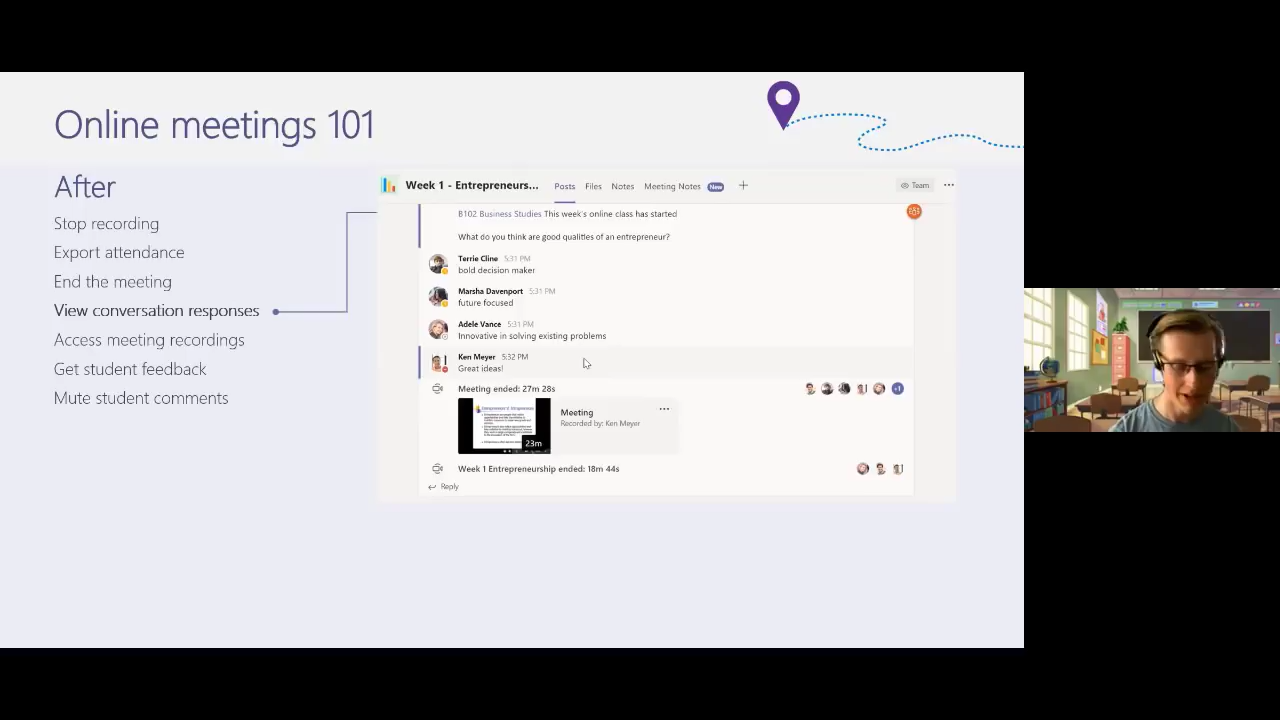 Online meetings 101
After
Stop recording
Export attendance
End the meeting
View conversation responses
Access meeting recordings
Get student feedback
Mute student comments
Week 1 - Entrepreneurs... Posts Files Notes Meeting Notes New Team
B102 Business Studies This week's online class has started
What do you think are good qualities of an entrepreneur?
Terrie Cline 5:31 PM
bold decision maker
Marsha Davenport 5:31 PM
future focused
Adele Vance 5:31 PM
Innovative in solving existing problems
Ken Meyer 5:32 PM
Great ideas!
Meeting ended: 27m 28s +1
Meeting
Recorded by: Ken Meyer
23m
Week 1 Entrepreneurship ended: 18m 44s
Reply